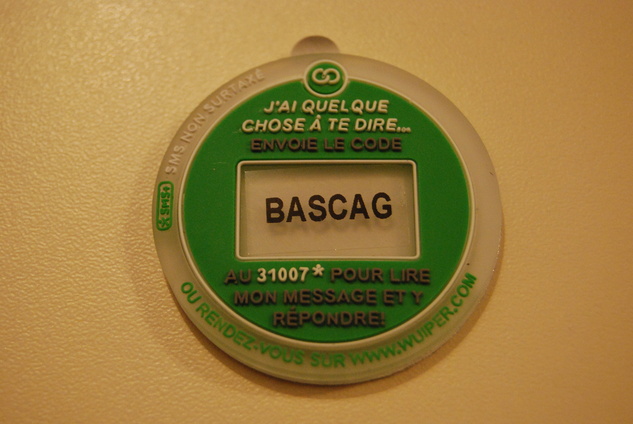 J'AI QUELQUE
CHOSE À TE DIRE...
ENVOIE LE CODE
BASCAG
AU 31007* POUR LIRE
MON MESSAGE ET Y
RÉPONDRE!
OU RENDEZ-VOUS SUR WWW.WUIPER.COM
SMS NON SURTAXÉ